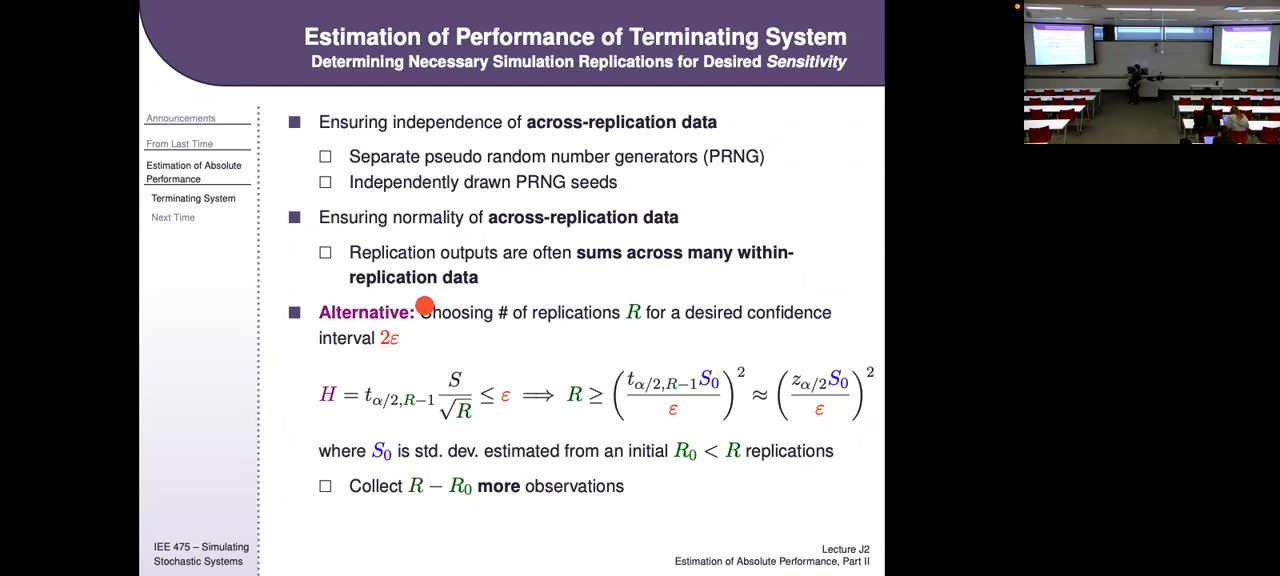 Estimation of Performance of Terminating System
Determining Necessary Simulation Replications for Desired Sensitivity
Announcements
From Last Time
Estimation of Absolute
Performance
Terminating System
Next Time
Ensuring independence of across-replication data
Separate pseudo random number generators (PRNG)
Independently drawn PRNG seeds
Ensuring normality of across-replication data
Replication outputs are often sums across many within-
replication data
Alternative: Choosing # of replications R for a desired confidence
interval 2ε
H = t_{α/2,R−1} S/√R ≤ ε ⟹ R ≥ (t_{α/2,R−1}S₀/ε)² ≈ (z_{α/2}S₀/ε)²
where S₀ is std. dev. estimated from an initial R₀ < R replications
Collect R − R₀ more observations
IEE 475 – Simulating
Stochastic Systems
Lecture J2
Estimation of Absolute Performance, Part II